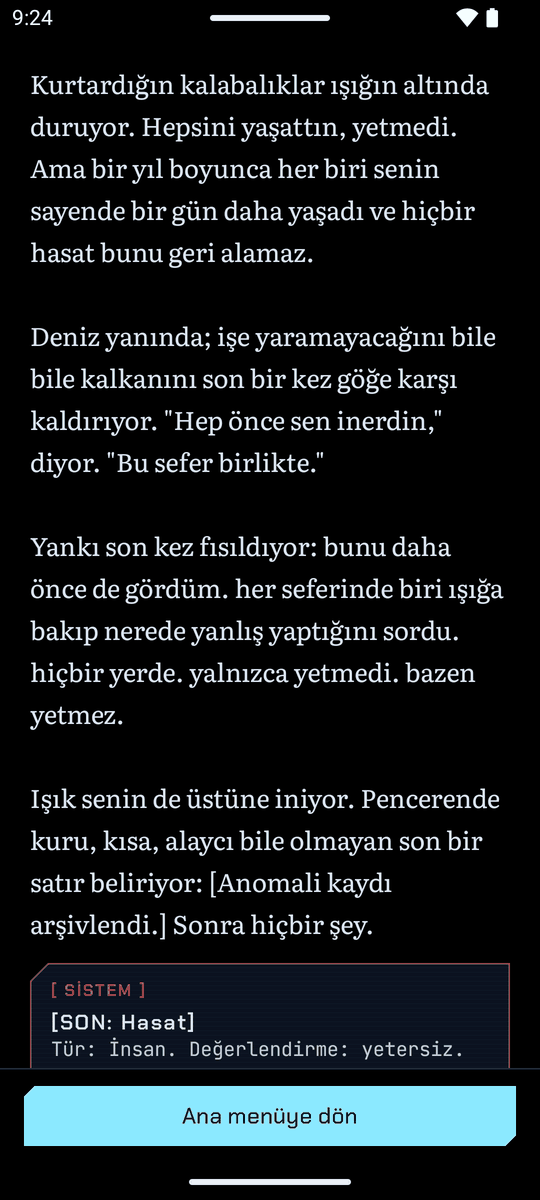 9:24
Kurtardığın kalabalıklar ışığın altında
duruyor. Hepsini yaşattın, yetmedi.
Ama bir yıl boyunca her biri senin
sayende bir gün daha yaşadı ve hiçbir
hasat bunu geri alamaz.
Deniz yanında; işe yaramayacağını bile
bile kalkanını son bir kez göğe karşı
kaldırıyor. "Hep önce sen inerdin,"
diyor. "Bu sefer birlikte."
Yankı son kez fısıldıyor: bunu daha
önce de gördüm. her seferinde biri ışığa
bakıp nerede yanlış yaptığını sordu.
hiçbir yerde. yalnızca yetmedi. bazen
yetmez.
Işık senin de üstüne iniyor. Pencerende
kuru, kısa, alaycı bile olmayan son bir
satır beliriyor: [Anomali kaydı
arşivlendi.] Sonra hiçbir şey.
[ SİSTEM ]
[SON: Hasat]
Tür: İnsan. Değerlendirme: yetersiz.
Ana menüye dön